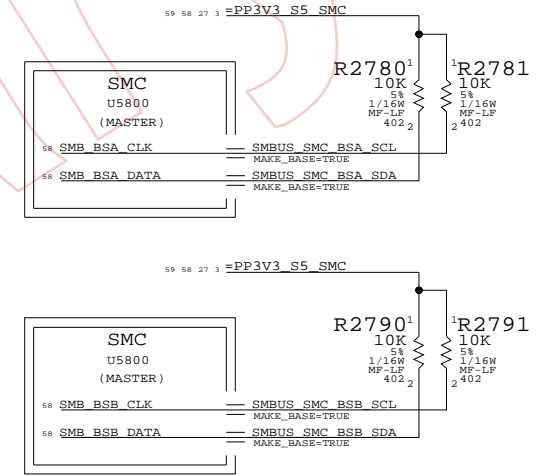 59 58 27 3 =PP3V3_S5_SMC
R2780 1 1 R2781
10K 10K
5% 5%
1/16W 1/16W
MF-LF MF-LF
402 2 2 402
SMC
U5800
(MASTER)
58 SMB_BSA_CLK SMBUS_SMC_BSA_SCL
MAKE_BASE=TRUE
58 SMB_BSA_DATA SMBUS_SMC_BSA_SDA
MAKE_BASE=TRUE
59 58 27 3 =PP3V3_S5_SMC
R2790 1 1 R2791
10K 10K
5% 5%
1/16W 1/16W
MF-LF MF-LF
402 2 2 402
SMC
U5800
(MASTER)
58 SMB_BSB_CLK SMBUS_SMC_BSB_SCL
MAKE_BASE=TRUE
58 SMB_BSB_DATA SMBUS_SMC_BSB_SDA
MAKE_BASE=TRUE